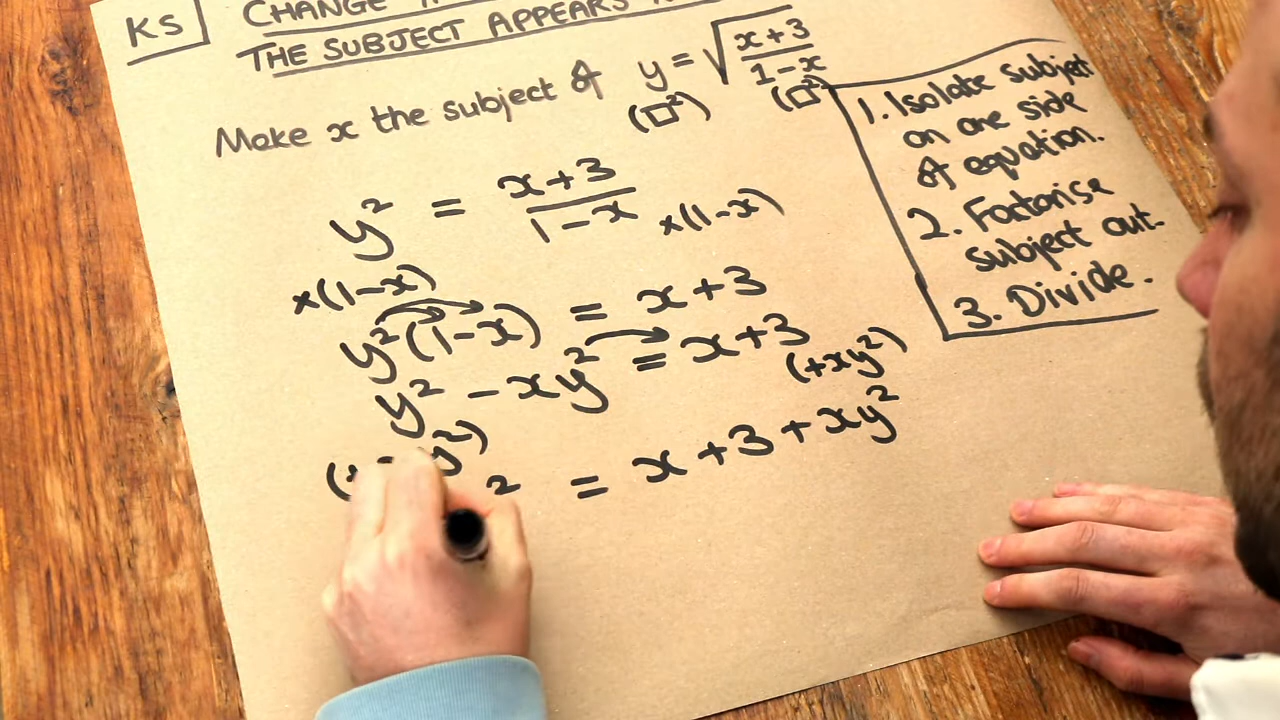 KS
CHANGE
THE SUBJECT APPEARS
Make x the subject of y = √((x+3)/(1-x))
(□²) (□²)
1. Isolate subject
on one side
of equation.
2. Factorise
subject out.
3. Divide.
y² = (x+3)/(1-x) ×(1-x)
×(1-x)
y²(1-x) = x+3
y² - xy² = x+3
(+xy²)
y²)
² = x+3+xy²